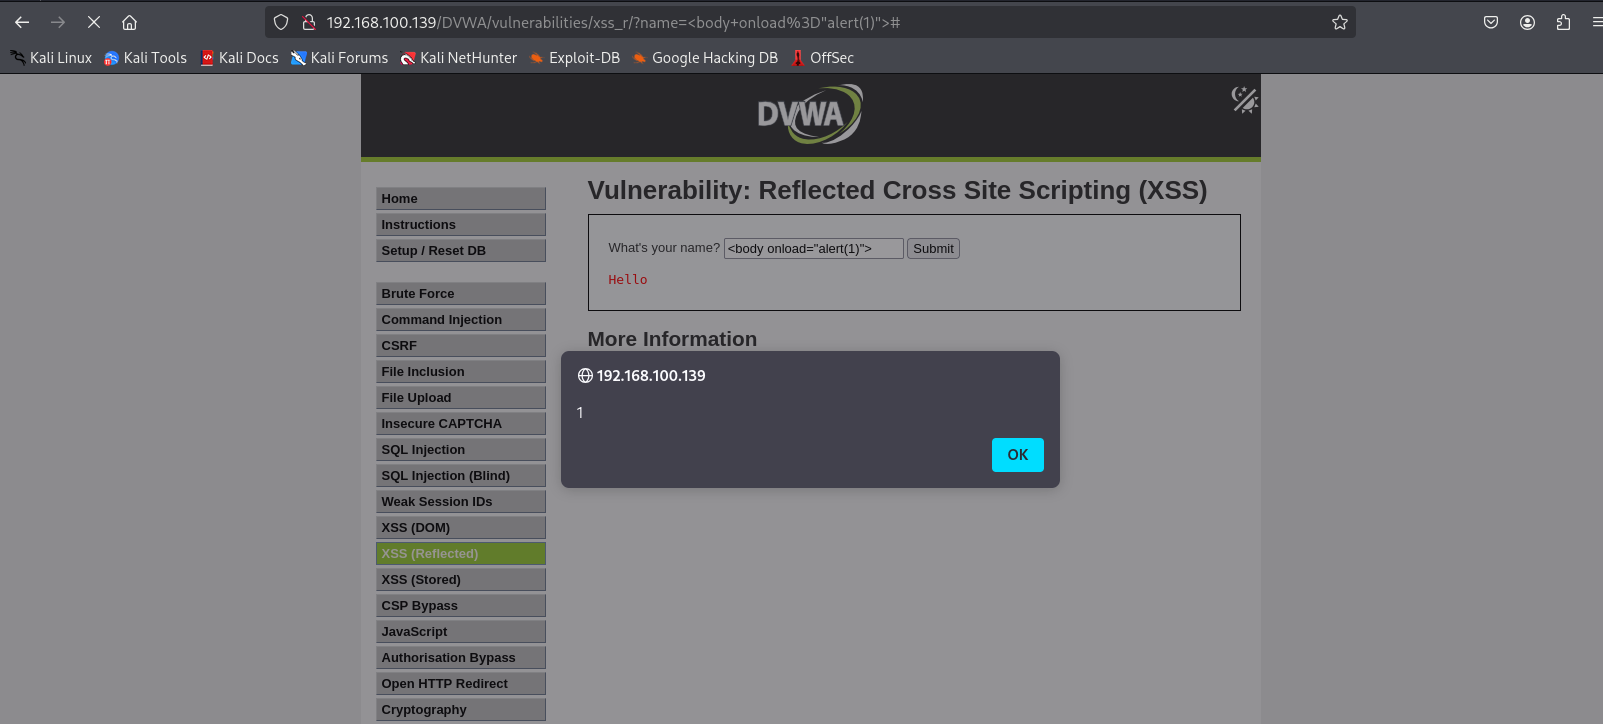 192.168.100.139/DVWA/vulnerabilities/xss_r/?name=<body+onload%3D"alert(1)">#
Kali Linux Kali Tools Kali Docs Kali Forums Kali NetHunter Exploit-DB Google Hacking DB OffSec
DVWA
Vulnerability: Reflected Cross Site Scripting (XSS)
What's your name? <body onload="alert(1)"> Submit
Hello
More Information
192.168.100.139
1
OK
Home
Instructions
Setup / Reset DB
Brute Force
Command Injection
CSRF
File Inclusion
File Upload
Insecure CAPTCHA
SQL Injection
SQL Injection (Blind)
Weak Session IDs
XSS (DOM)
XSS (Reflected)
XSS (Stored)
CSP Bypass
JavaScript
Authorisation Bypass
Open HTTP Redirect
Cryptography